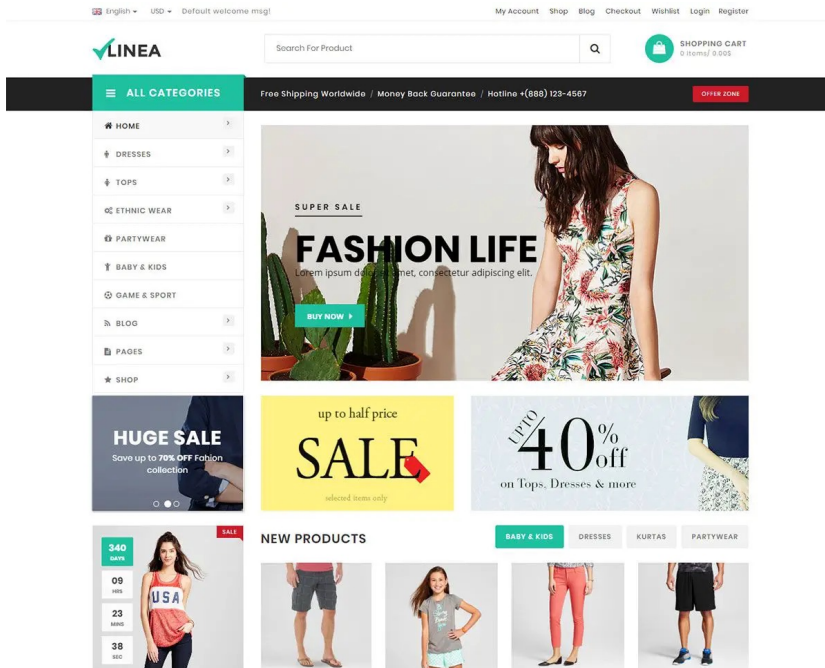 English USD Defoult welcome msg!
My Account Shop Blog Checkout Wishlist Login Register
LINEA
Search For Product
SHOPPING CART
0 items/ 0.00$
ALL CATEGORIES
Free Shipping Worldwide / Money Back Guarantee / Hotline +(888) 123-4567
OFFER ZONE
HOME
DRESSES
TOPS
ETHNIC WEAR
PARTYWEAR
BABY & KIDS
GAME & SPORT
BLOG
PAGES
SHOP
SUPER SALE
FASHION LIFE
Lorem ipsum dolor sit amet, consectetur adipiscing elit.
BUY NOW
HUGE SALE
Save up to 70% OFF Fahion
collection
up to half price
SALE
selected items only
UPTO
40%
off
on Tops, Dresses & more
SALE
340
DAYS
09
HRS
23
MINS
38
SEC
USA
NEW PRODUCTS
BABY & KIDS
DRESSES
KURTAS
PARTYWEAR